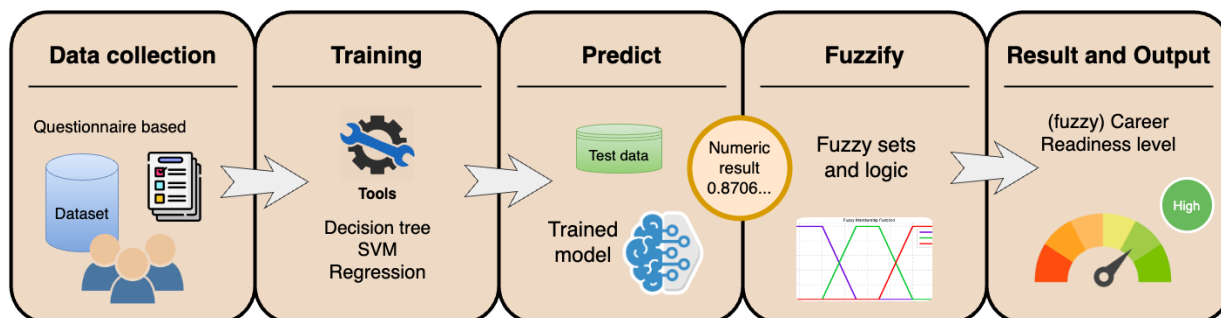 Data collection
Questionnaire based
Dataset
Training
Tools
Decision tree
SVM
Regression
Predict
Test data
Trained
model
Numeric
result
0.8706...
Fuzzify
Fuzzy sets
and logic
Fuzzy Membership Function
Result and Output
(fuzzy) Career
Readiness level
High